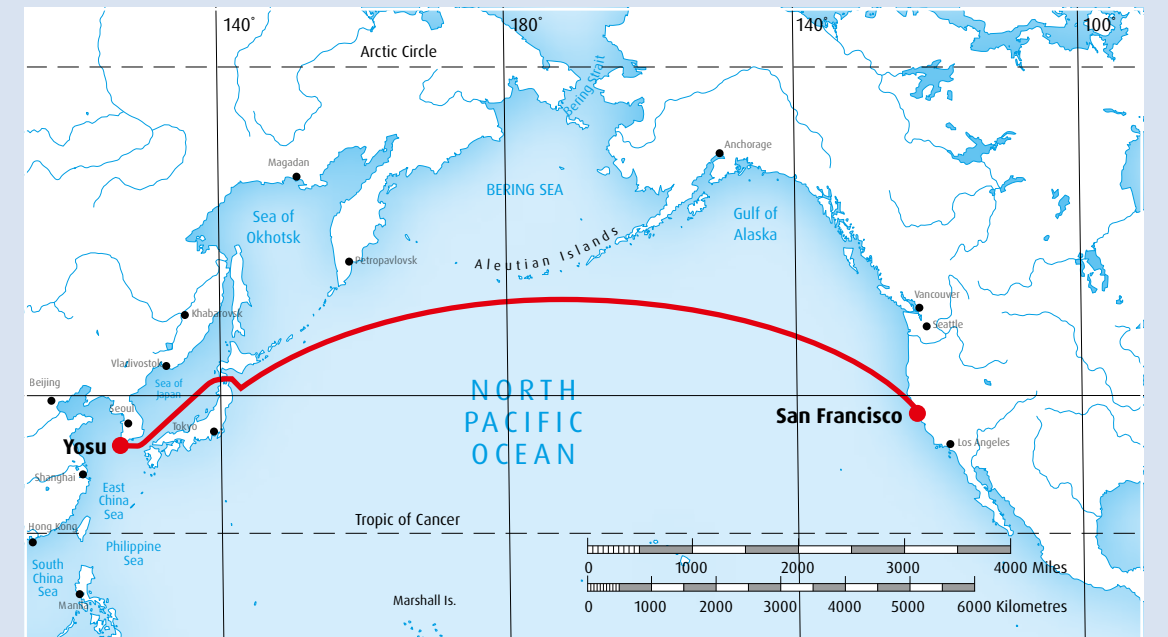 140°
180°
140°
100°
Arctic Circle
Bering Strait
Anchorage
Magadan
BERING SEA
Sea of
Okhotsk
Gulf of
Alaska
Aleutian Islands
Petropavlovsk
Vancouver
Khabarovsk
Seattle
Vladivostok
Beijing
Sea of
Japan
NORTH
PACIFIC
OCEAN
Seoul
San Francisco
Tokyo
Yosu
Los Angeles
Shanghai
East
China
Sea
Tropic of Cancer
Hong Kong
Philippine
Sea
South
China
Sea
0 1000 2000 3000 4000 Miles
Manila
Marshall Is.
0 1000 2000 3000 4000 5000 6000 Kilometres